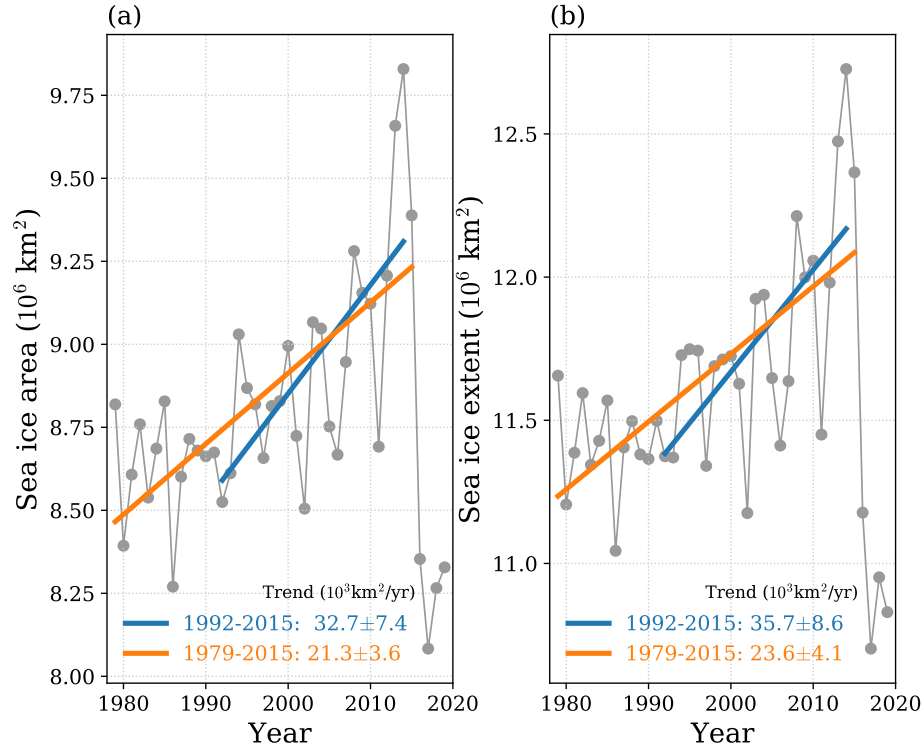 (a)
Sea ice area (10⁶ km²)
9.75
9.50
9.25
9.00
8.75
8.50
8.25
8.00
Trend (10³km²/yr)
1992-2015: 32.7±7.4
1979-2015: 21.3±3.6
1980 1990 2000 2010 2020
Year
(b)
Sea ice extent (10⁶ km²)
12.5
12.0
11.5
11.0
Trend (10³km²/yr)
1992-2015: 35.7±8.6
1979-2015: 23.6±4.1
1980 1990 2000 2010 2020
Year